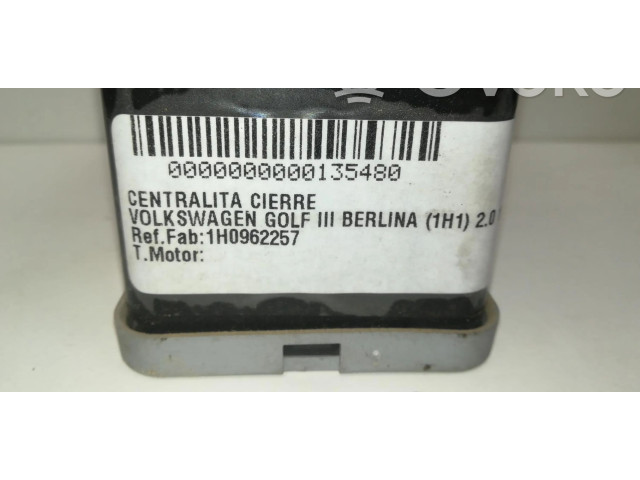 0000000000135480
CENTRALITA CIERRE
VOLKSWAGEN GOLF III BERLINA (1H1) 2.0
Ref.Fab:1H0962257
T.Motor: